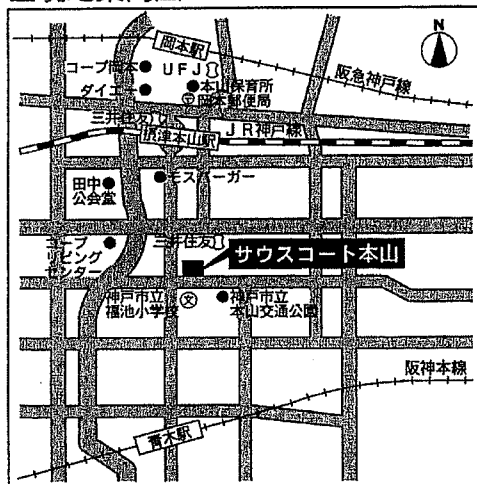 岡本駅
N
コープ岡本
UFJ
阪急神戸線
ダイエー
本山保育所
岡本郵便局
三井住友
JR神戸線
摂津本山駅
モスバーガー
田中
公会堂
コープ
リビング
センター
三井住友
サウスコート本山
神戸市立
福池小学校
文
神戸市立
本山交通公園
阪神本線
青木駅